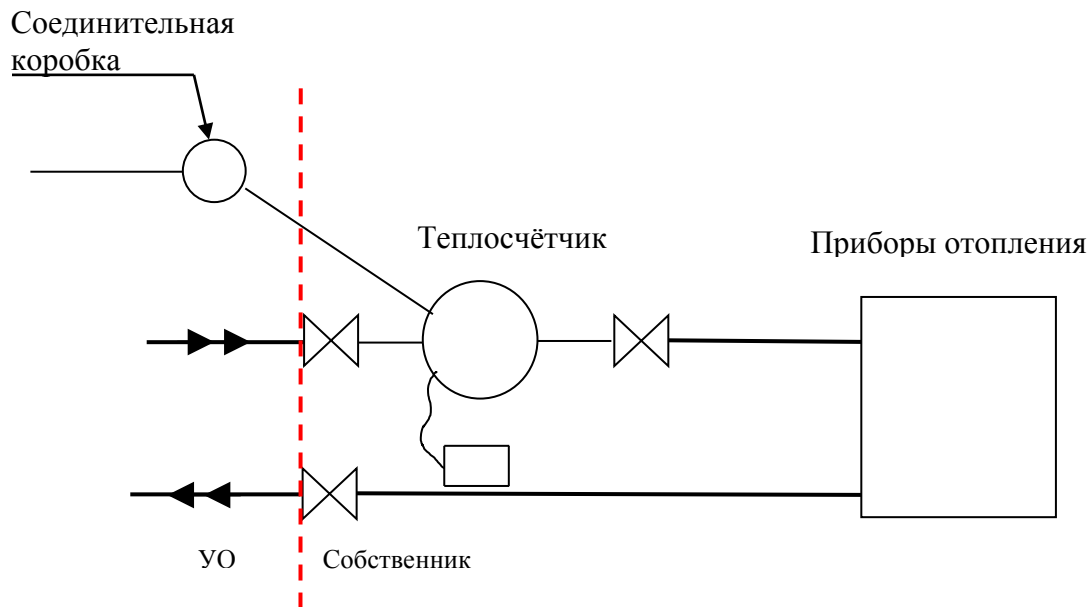 Соединительная
коробка
Теплосчётчик
Приборы отопления
УО
Собственник